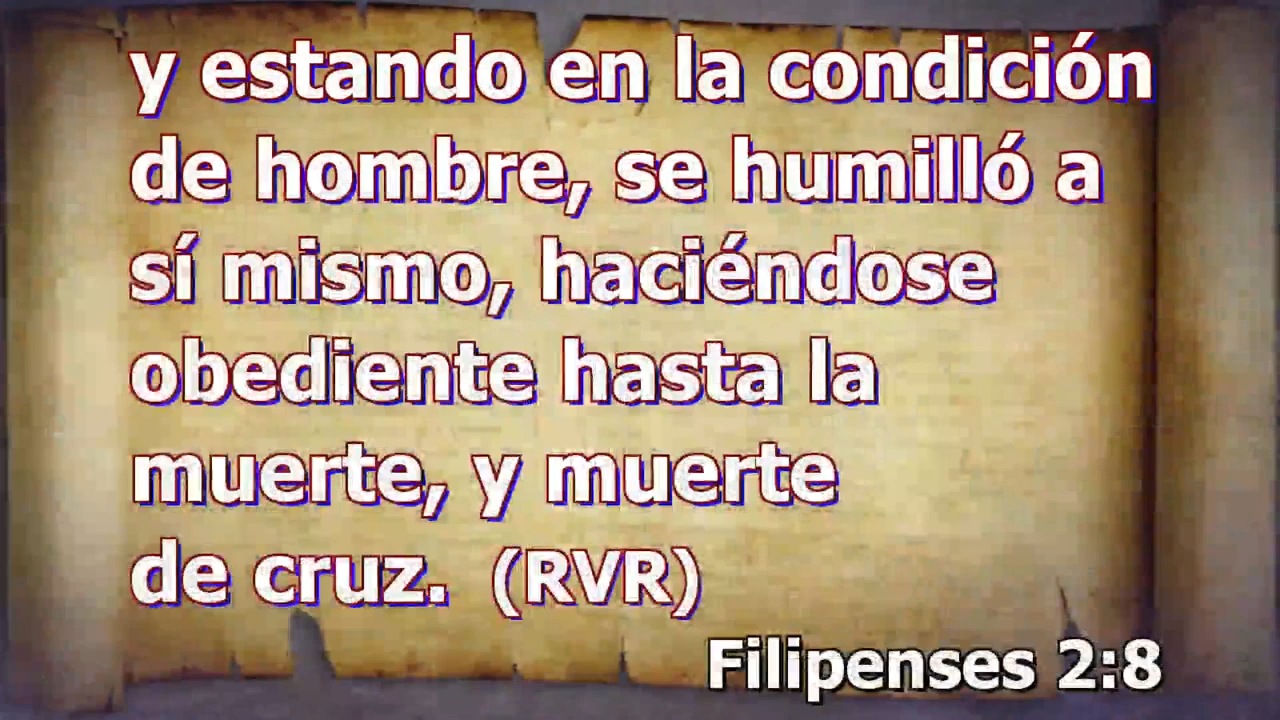 y estando en la condición
de hombre, se humilló a
sí mismo, haciéndose
obediente hasta la
muerte, y muerte
de cruz. (RVR)
Filipenses 2:8